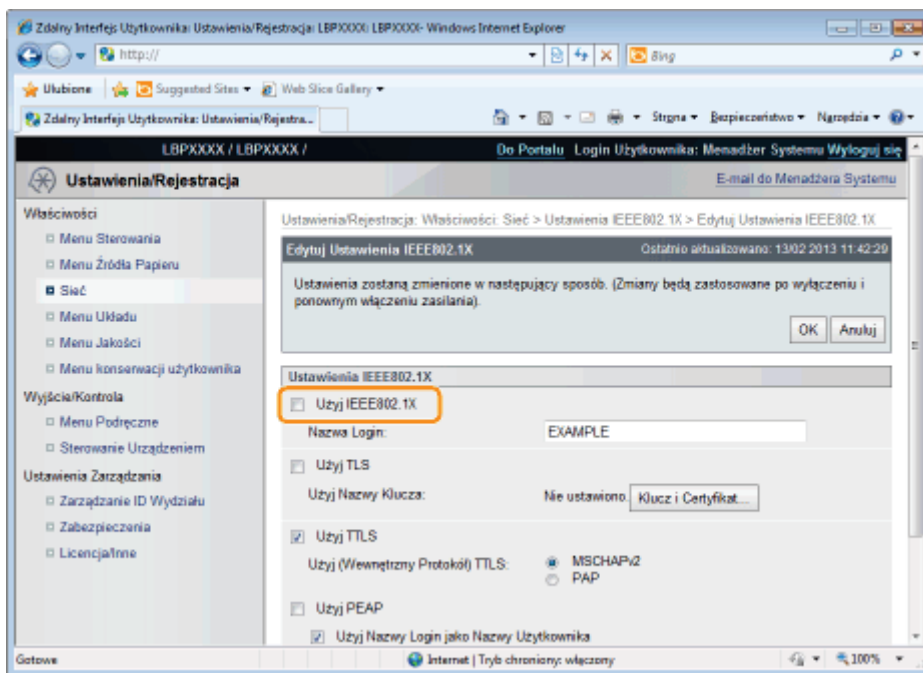 Zdalny Interfejs Użytkownika: Ustawienia/Rejestracja: LBPXXXX: LBPXXXX- Windows Internet Explorer
http://
Bing
Ulubione Suggested Sites Web Slice Gallery
Zdalny Interfejs Użytkownika: Ustawienia/Rejestra... Strona Bezpieczeństwo Narzędzia
LBPXXXX / LBPXXXX / Do Portalu Login Użytkownika: Menadżer Systemu Wyloguj się
Ustawienia/Rejestracja E-mail do Menadżera Systemu
Właściwości
Menu Sterowania
Menu Źródła Papieru
Sieć
Menu Układu
Menu Jakości
Menu konserwacji użytkownika
Wyjście/Kontrola
Menu Podręczne
Sterowanie Urządzeniem
Ustawienia Zarządzania
Zarządzanie ID Wydziału
Zabezpieczenia
Licencja/Inne
Ustawienia/Rejestracja: Właściwości: Sieć > Ustawienia IEEE802.1X > Edytuj Ustawienia IEEE802.1X
Edytuj Ustawienia IEEE802.1X Ostatnio aktualizowano: 13/02 2013 11:42:29
Ustawienia zostaną zmienione w następujący sposób. (Zmiany będą zastosowane po wyłączeniu i
ponownym włączeniu zasilania).
OK Anuluj
Ustawienia IEEE802.1X
Użyj IEEE802.1X
Nazwa Login: EXAMPLE
Użyj TLS
Użyj Nazwy Klucza: Nie ustawiono. Klucz i Certyfikat...
Użyj TTLS
Użyj (Wewnętrzny Protokół) TTLS: MSCHAPv2
PAP
Użyj PEAP
Użyj Nazwy Login jako Nazwy Użytkownika
Gotowe Internet | Tryb chroniony: włączony 100%